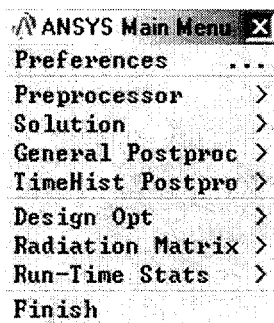 ANSYS Main Menu X
Preferences ...
Preprocessor >
Solution >
General Postproc >
TimeHist Postpro >
Design Opt >
Radiation Matrix >
Run-Time Stats >
Finish